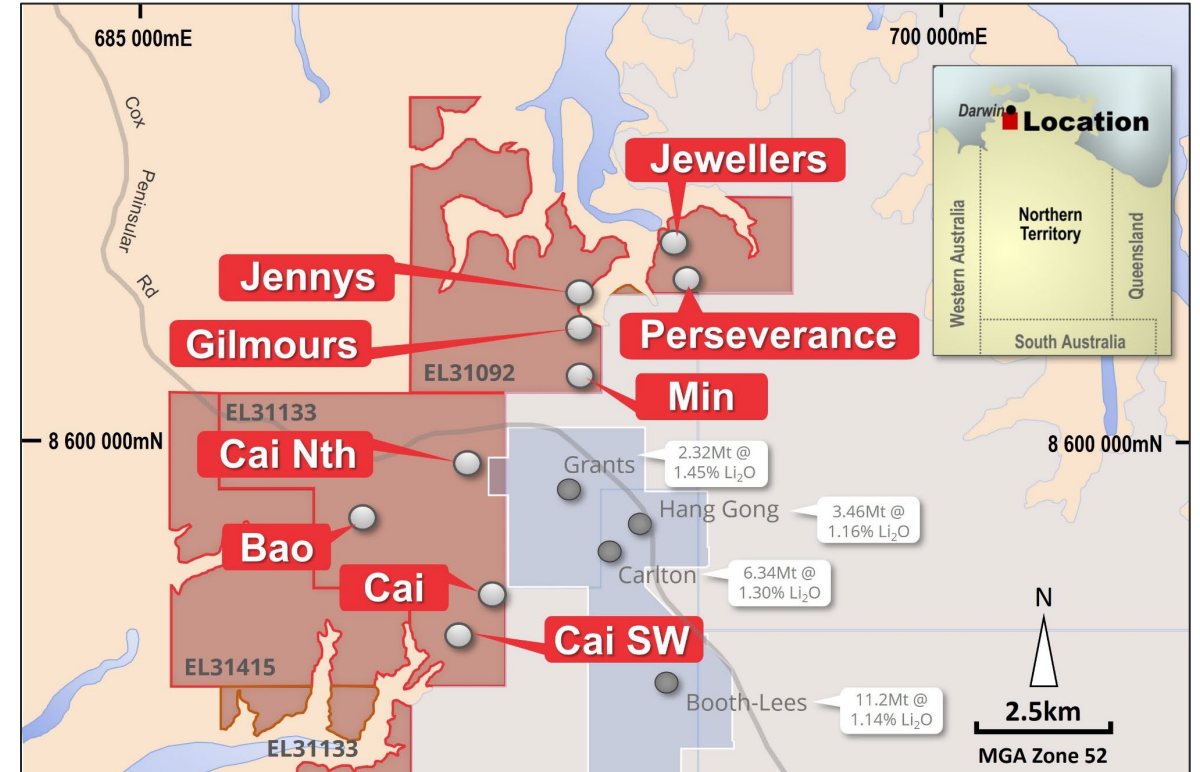 685 000mE
700 000mE
Cox
Peninsular
Rd
Darwin
Location
Western Australia
Northern
Territory
Queensland
South Australia
Jewellers
Jennys
Gilmours
Perseverance
EL31092
Min
EL31133
8 600 000mN
8 600 000mN
Cai Nth
Grants
2.32Mt @
1.45% Li₂O
Hang Gong
3.46Mt @
1.16% Li₂O
Bao
Carlton
6.34Mt @
1.30% Li₂O
Cai
Cai SW
EL31415
Booth-Lees
11.2Mt @
1.14% Li₂O
EL31133
N
2.5km
MGA Zone 52